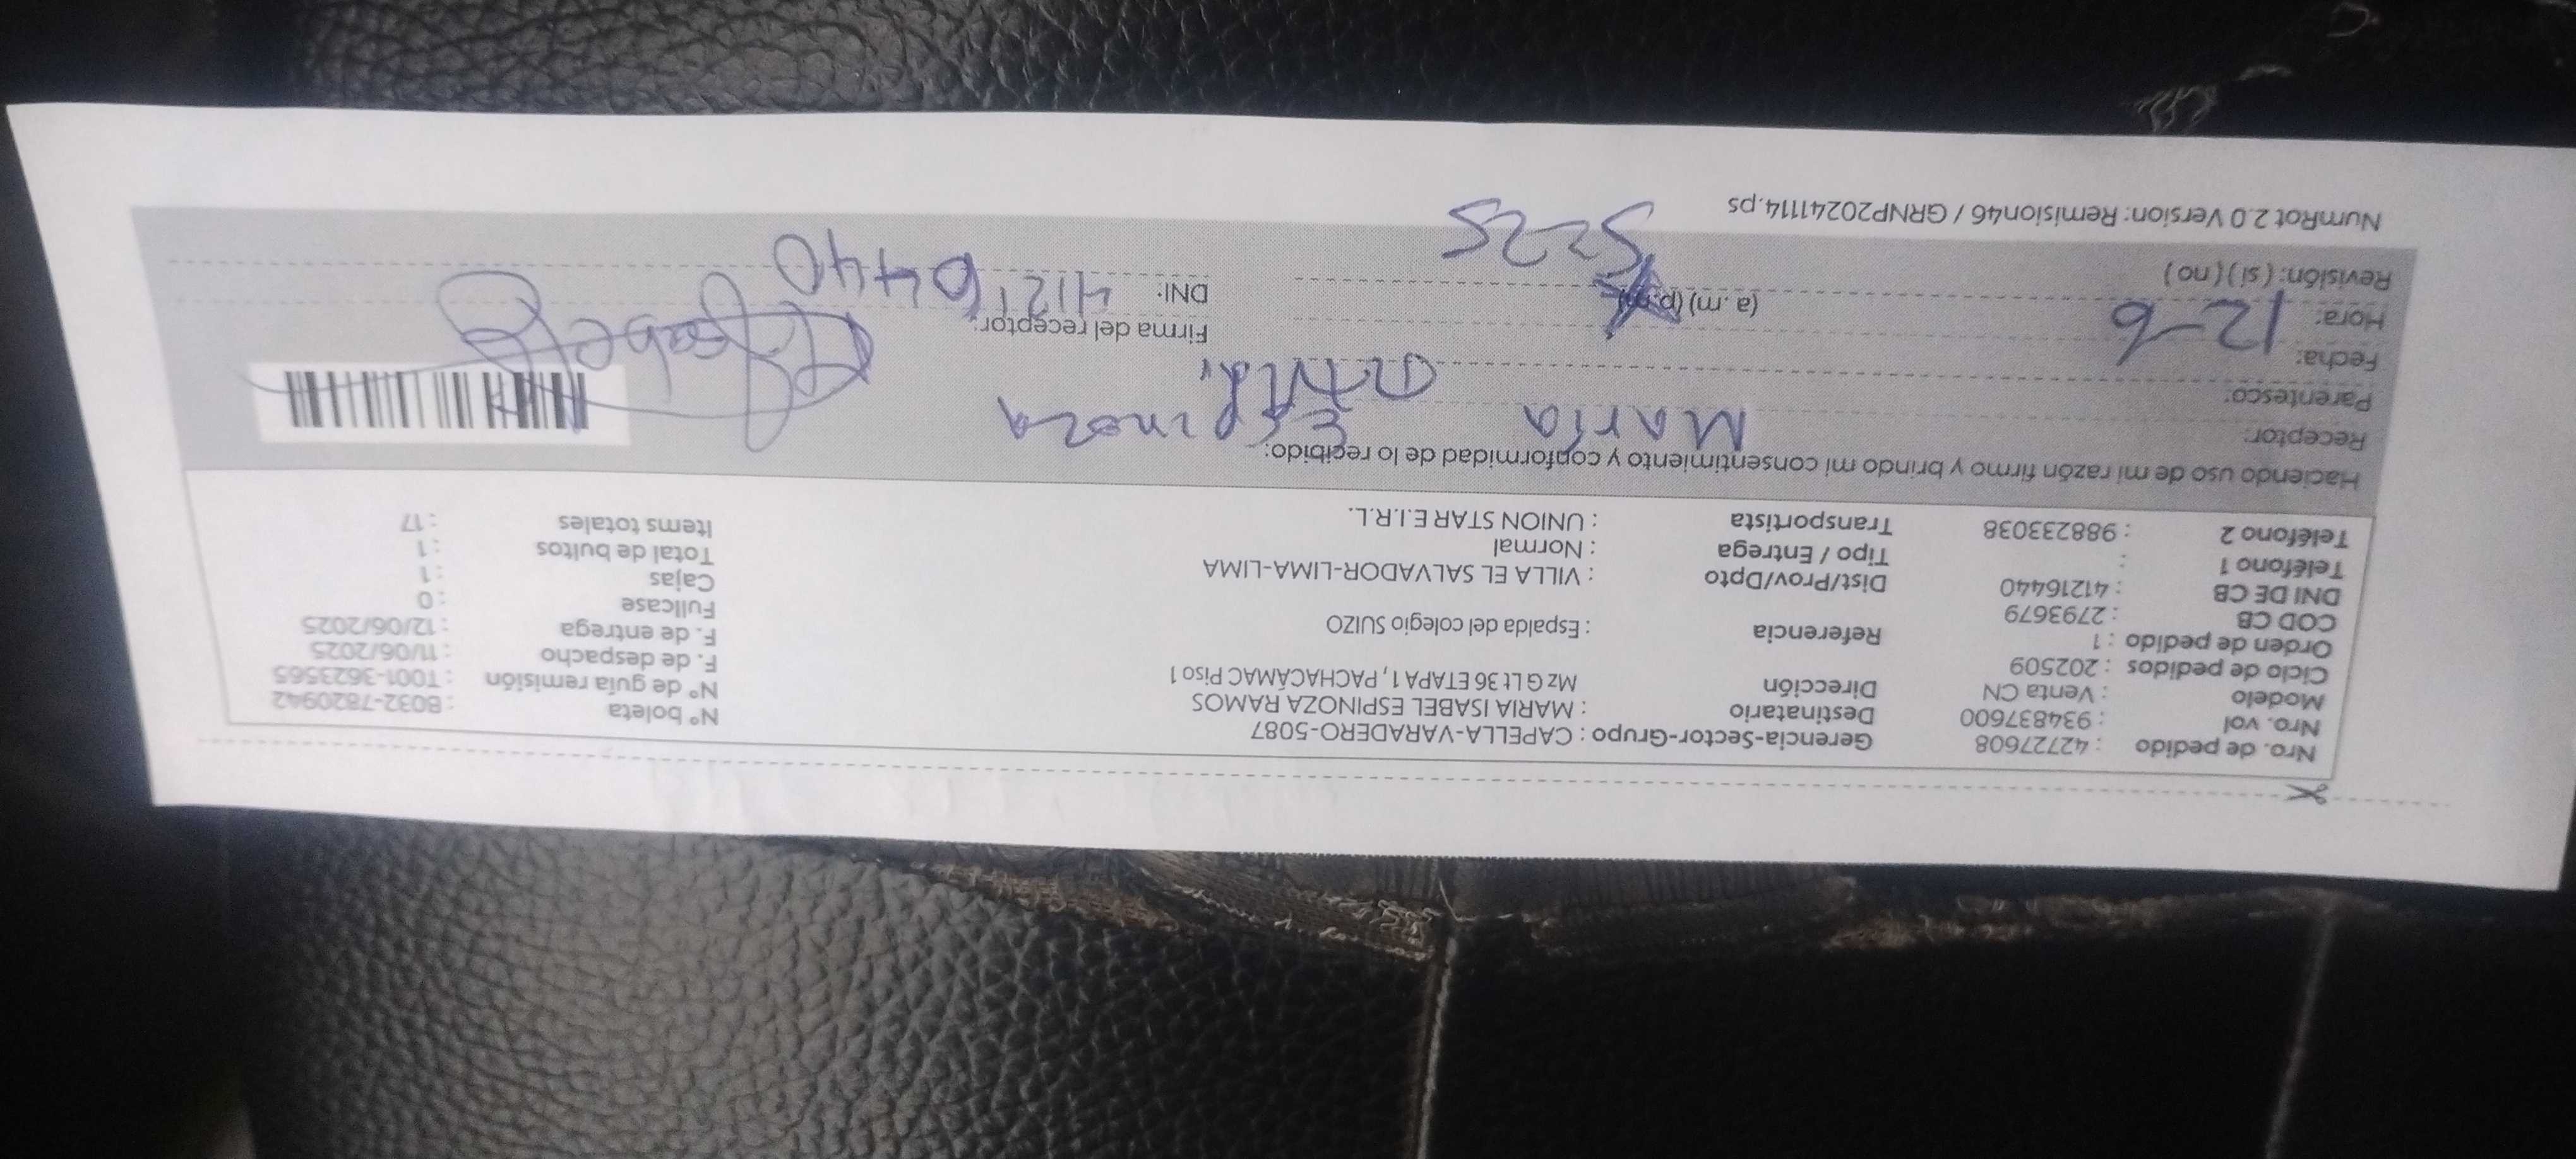 Nro. de pedido : 42727608 Gerencia-Sector-Grupo : CAPELLA-VARADERO-5087 N° boleta : B032-7820942
Nro. vol : 934837600 Destinatario : MARIA ISABEL ESPINOZA RAMOS N° de guía remisión : T001-3623565
Modelo : Venta CN Dirección Mz G Lt 36 ETAPA 1, PACHACÁMAC Piso 1 F. de despacho : 11/06/2025
Ciclo de pedidos : 202509 F. de entrega : 12/06/2025
Orden de pedido : 1 Referencia : Espalda del colegio SUIZO Fullcase : 0
COD CB : 2793679 Cajas : 1
DNI DE CB : 41216440 Dist/Prov/Dpto : VILLA EL SALVADOR-LIMA-LIMA Total de bultos : 1
Teléfono 1 : Tipo / Entrega : Normal Items totales : 17
Teléfono 2 : 988233038 Transportista : UNION STAR E.I.R.L.
Haciendo uso de mi razón firmo y brindo mi consentimiento y conformidad de lo recibido:
Receptor: María Espinoza
Parentesco:
Fecha: 12-6 Firma del receptor:
Hora: (a.m) (p.m) DNI: 41216440
Revisión: (si) (no)
NumRot 2.0 Version: Remision46 / GRNP20241114.ps